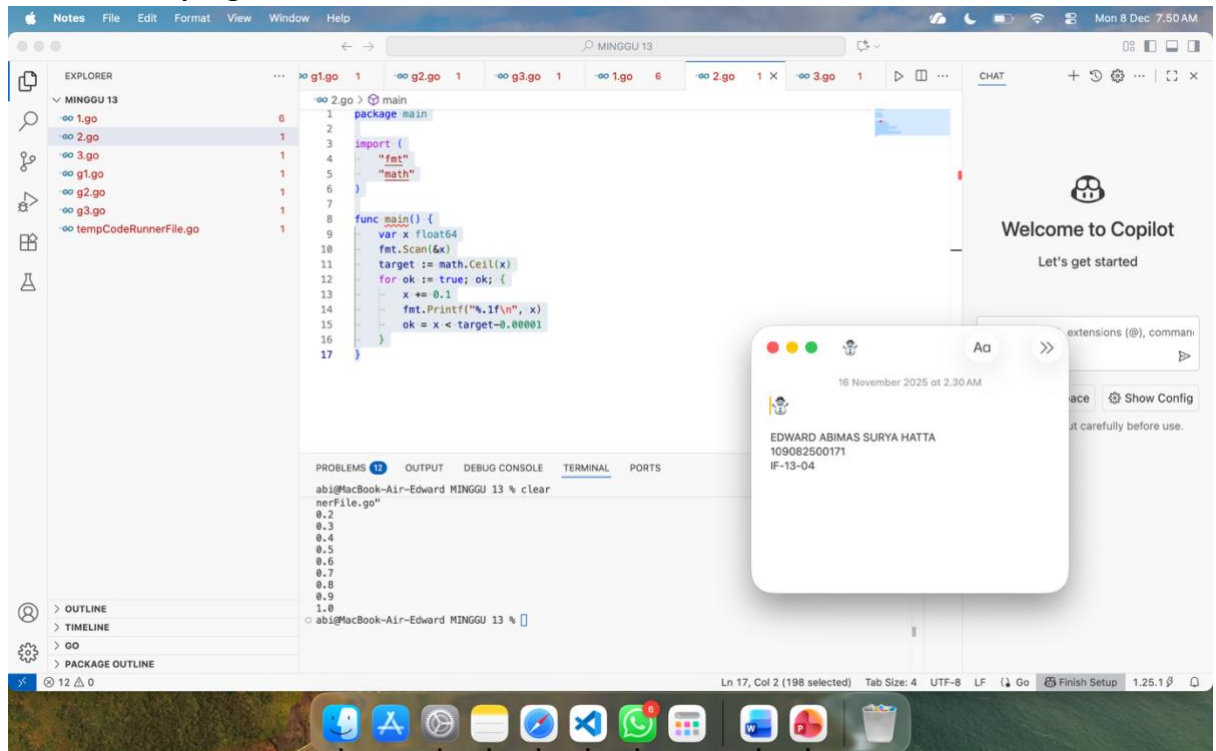 Notes File Edit Format View Window Help
Mon 8 Dec 7.50 AM
MINGGU 13
EXPLORER
MINGGU 13
1.go 6
2.go 1
3.go 1
g1.go 1
g2.go 1
g3.go 1
tempCodeRunnerFile.go 1
OUTLINE
TIMELINE
GO
PACKAGE OUTLINE
g1.go 1 g2.go 1 g3.go 1 1.go 6 2.go 1 3.go 1
2.go > main
1 package main
2
3 import (
4 "fmt"
5 "math"
6 )
7
8 func main() {
9 var x float64
10 fmt.Scan(&x)
11 target := math.Ceil(x)
12 for ok := true; ok; {
13 x += 0.1
14 fmt.Printf("%.1f\n", x)
15 ok = x < target-0.00001
16 }
17 }
PROBLEMS 12 OUTPUT DEBUG CONSOLE TERMINAL PORTS
abi@MacBook-Air-Edward MINGGU 13 % clear
nerFile.go"
0.2
0.3
0.4
0.5
0.6
0.7
0.8
0.9
1.0
abi@MacBook-Air-Edward MINGGU 13 %
CHAT
Welcome to Copilot
Let's get started
extensions (@),
Show Config
carefully before use.
Aa
16 November 2025 at 2.30 AM
EDWARD ABIMAS SURYA HATTA
109082500171
IF-13-04
12 0
Ln 17, Col 2 (198 selected) Tab Size: 4 UTF-8 LF Go Finish Setup 1.25.1
6